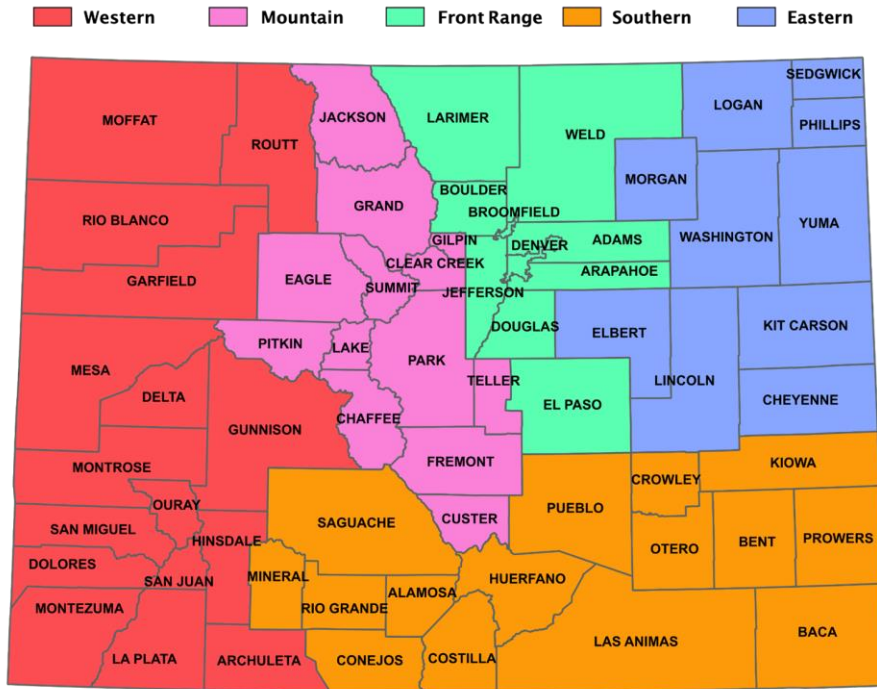 Western Mountain Front Range Southern Eastern
SEDGWICK
LOGAN
MOFFAT
JACKSON
LARIMER
PHILLIPS
WELD
ROUTT
MORGAN
BOULDER
GRAND
BROOMFIELD
RIO BLANCO
YUMA
WASHINGTON
GILPIN
DENVER
ADAMS
CLEAR CREEK
ARAPAHOE
GARFIELD
EAGLE
SUMMIT
JEFFERSON
DOUGLAS
ELBERT
KIT CARSON
PITKIN
LAKE
PARK
MESA
TELLER
LINCOLN
DELTA
EL PASO
CHEYENNE
CHAFFEE
GUNNISON
FREMONT
KIOWA
MONTROSE
CROWLEY
OURAY
PUEBLO
CUSTER
SAGUACHE
SAN MIGUEL
HINSDALE
OTERO
BENT
PROWERS
DOLORES
MINERAL
HUERFANO
SAN JUAN
ALAMOSA
MONTEZUMA
RIO GRANDE
LAS ANIMAS
BACA
LA PLATA
ARCHULETA
CONEJOS
COSTILLA